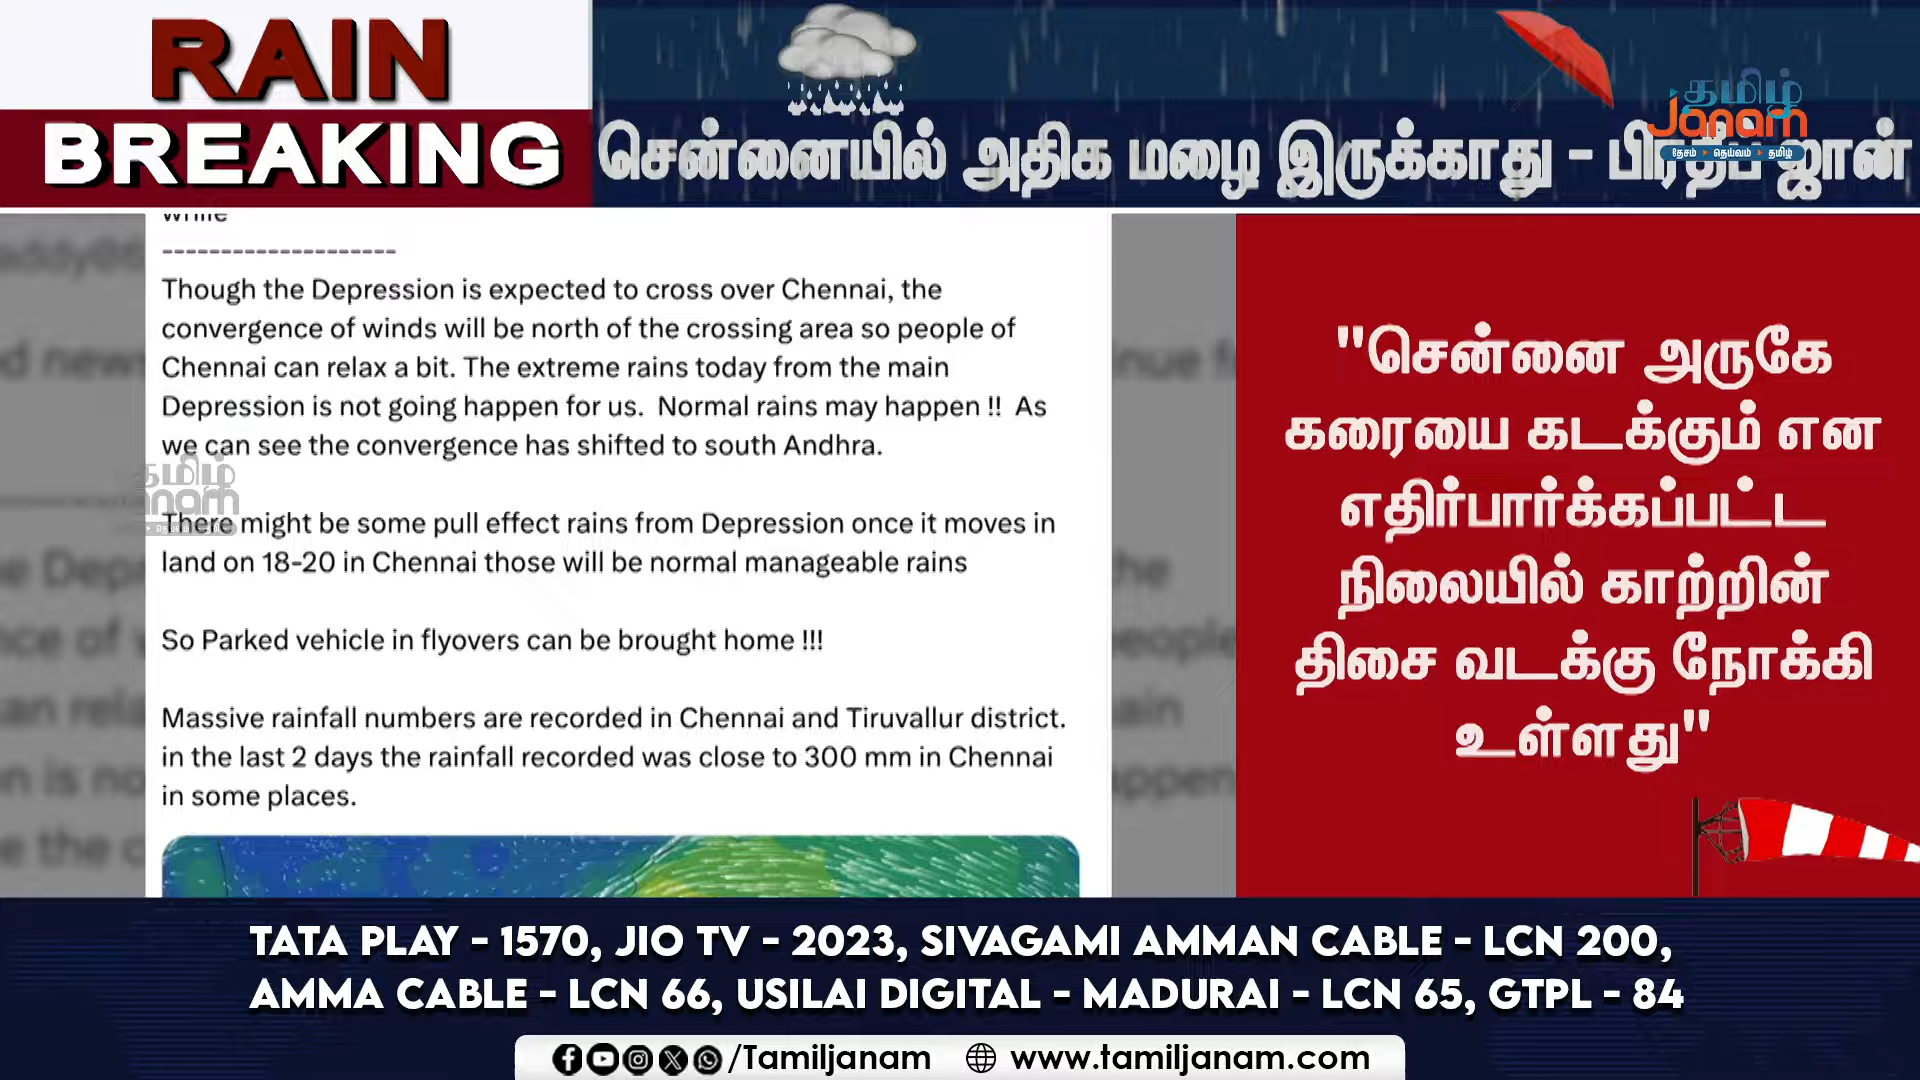 RAIN
BREAKING
தமிழ்
Janam
தேசம் தெய்வம் தமிழ்
சென்னையில் அதிக மழை இருக்காது - பிரதீப் ஜான்
while
--------------------
Though the Depression is expected to cross over Chennai, the
convergence of winds will be north of the crossing area so people of
Chennai can relax a bit. The extreme rains today from the main
Depression is not going happen for us.  Normal rains may happen !!  As
we can see the convergence has shifted to south Andhra.
தமிழ்
anam
There might be some pull effect rains from Depression once it moves in
land on 18-20 in Chennai those will be normal manageable rains
So Parked vehicle in flyovers can be brought home !!!
Massive rainfall numbers are recorded in Chennai and Tiruvallur district.
in the last 2 days the rainfall recorded was close to 300 mm in Chennai
in some places.
"சென்னை அருகே
கரையை கடக்கும் என
எதிர்பார்க்கப்பட்ட
நிலையில் காற்றின்
திசை வடக்கு நோக்கி
உள்ளது"
TATA PLAY - 1570, JIO TV - 2023, SIVAGAMI AMMAN CABLE - LCN 200,
AMMA CABLE - LCN 66, USILAI DIGITAL - MADURAI - LCN 65, GTPL - 84
/Tamiljanam www.tamiljanam.com